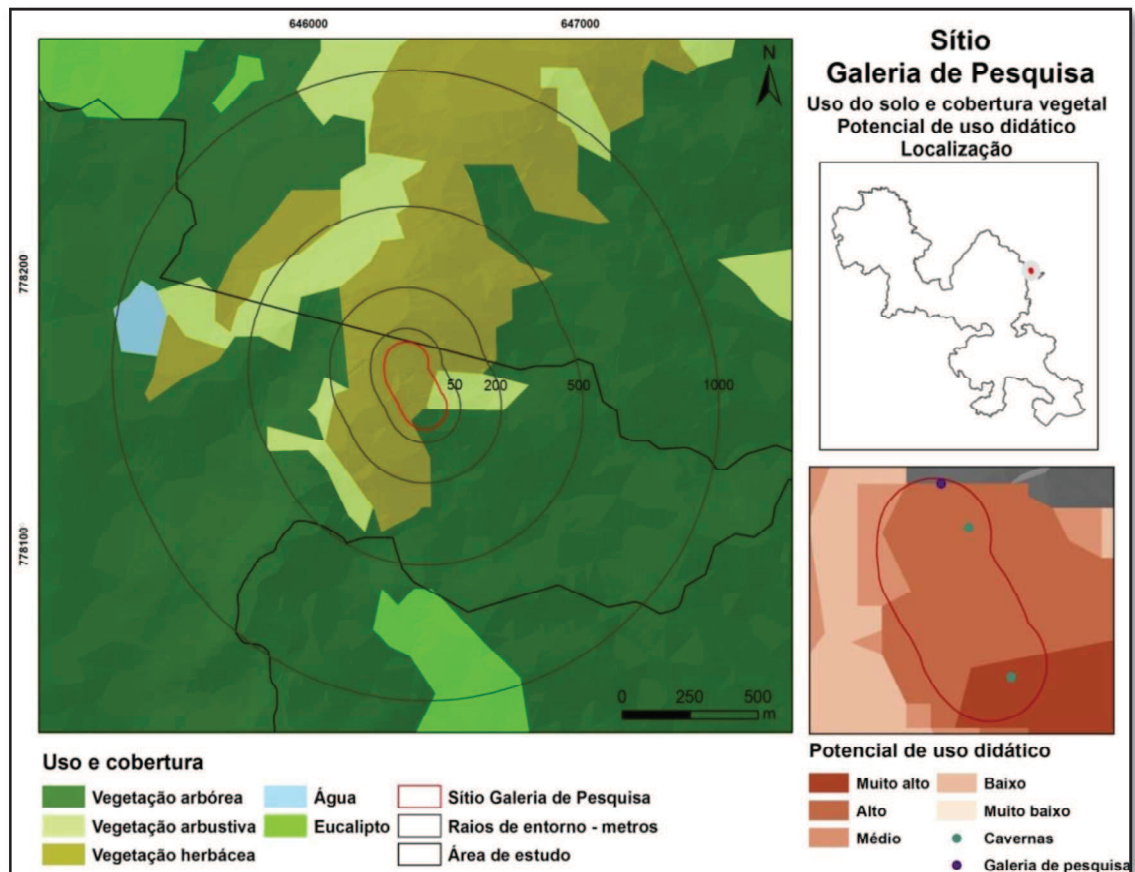 646000 647000
778200
778100
N
50 200 500 1000
0 250 500
m
Sítio
Galeria de Pesquisa
Uso do solo e cobertura vegetal
Potencial de uso didático
Localização
Uso e cobertura
Vegetação arbórea
Vegetação arbustiva
Vegetação herbácea
Água
Eucalipto
Sítio Galeria de Pesquisa
Raios de entorno - metros
Área de estudo
Potencial de uso didático
Muito alto
Alto
Médio
Baixo
Muito baixo
Cavernas
Galeria de pesquisa